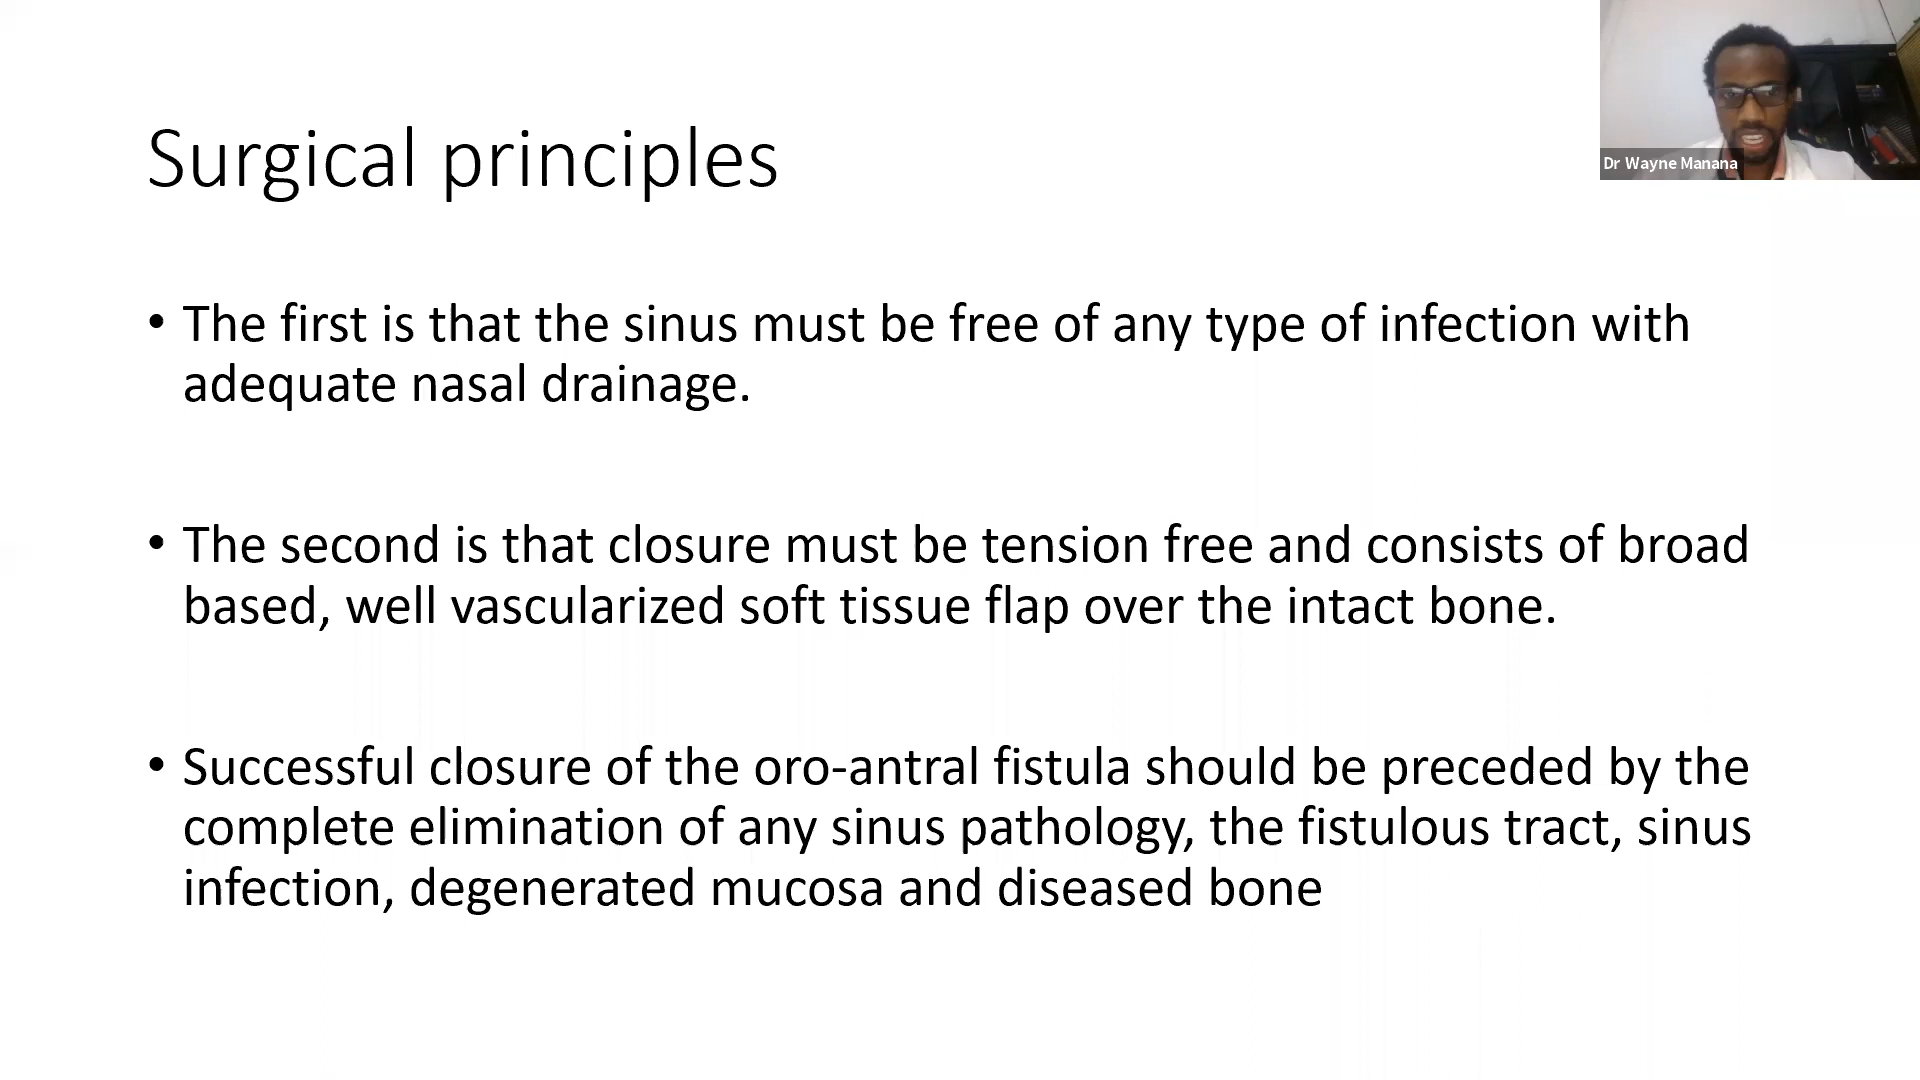 Surgical principles
Dr Wayne Manana
• The first is that the sinus must be free of any type of infection with
adequate nasal drainage.
• The second is that closure must be tension free and consists of broad
based, well vascularized soft tissue flap over the intact bone.
• Successful closure of the oro-antral fistula should be preceded by the
complete elimination of any sinus pathology, the fistulous tract, sinus
infection, degenerated mucosa and diseased bone